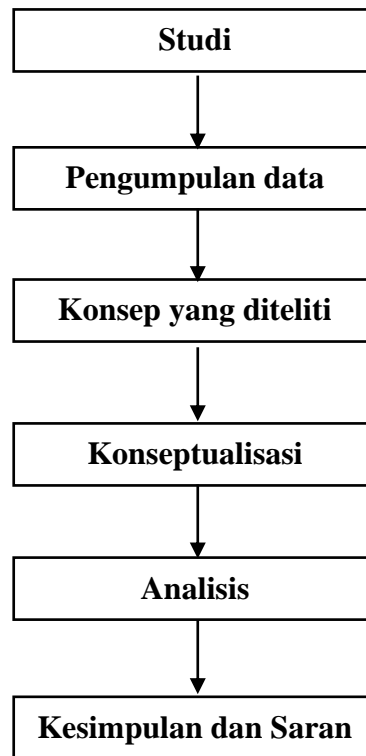 Studi
Pengumpulan data
Konsep yang diteliti
Konseptualisasi
Analisis
Kesimpulan dan Saran